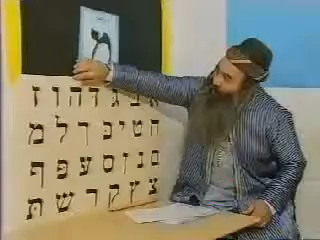 א ב ג ד ה ו ז
ח ט י כ ך ל מ
ם נ ן ס ע פ ף
צ ץ ק ר ש ת